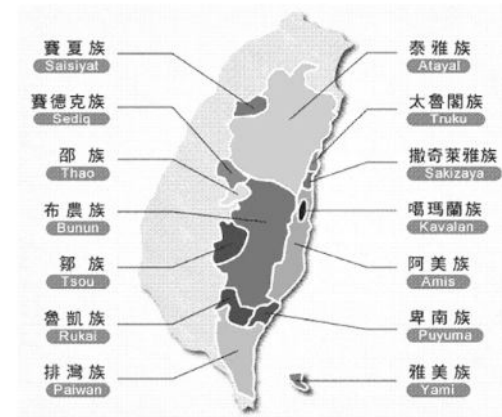 賽夏族
Saisiyat
賽德克族
Sediq
邵族
Thao
布農族
Bunun
鄒族
Tsou
魯凱族
Rukai
排灣族
Paiwan
泰雅族
Atayal
太魯閣族
Truku
撒奇萊雅族
Sakizaya
噶瑪蘭族
Kavalan
阿美族
Amis
卑南族
Puyuma
雅美族
Yami